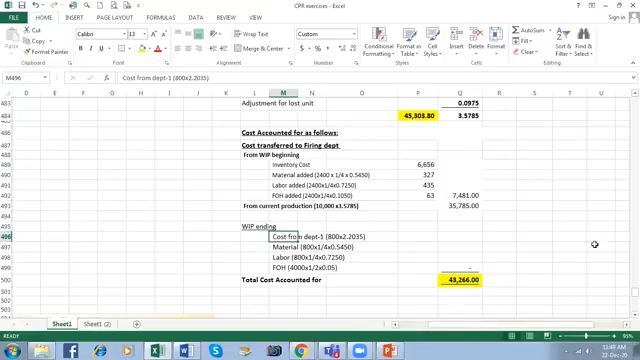 CPR exercises - Excel
Sign in
FILE HOME INSERT PAGE LAYOUT FORMULAS DATA REVIEW VIEW
Cut
Copy
Format Painter
Paste
Clipboard
Calibri 13
Font
Wrap Text
Merge & Center
Alignment
Custom
Number
Conditional Formatting
Format as Table
Cell Styles
Styles
Insert Delete Format
Cells
AutoSum
Fill
Clear
Sort & Filter
Find & Select
Editing
M496 Cost from dept-1 (800x2.2035)
L M N O P Q R S T U
483 Adjustment for lost unit 0.0975
484 45,303.80 3.5785
486 Cost Accounted for as follows:
487 Cost transferred to Firing dept
488 From WIP beginning
489 Inventory Cost 6,656
490 Material added (2400 x 1/4 x 0.5450) 327
491 Labor added (2400x1/4x0.7250) 435
492 FOH added (2400x1/4x0.1050) 63 7,481.00
493 From current production (10,000 x3.5785) 35,785.00
495 WIP ending
496 Cost from dept-1 (800x2.2035)
497 Material (800x1/4x0.5450)
498 Labor (800x1/4x0.7250)
499 FOH (4000x1/2x0.05) -
500 Total Cost Accounted for 43,266.00
Sheet1 Sheet1 (2)
READY 95%
11:49 AM
22-Dec-20